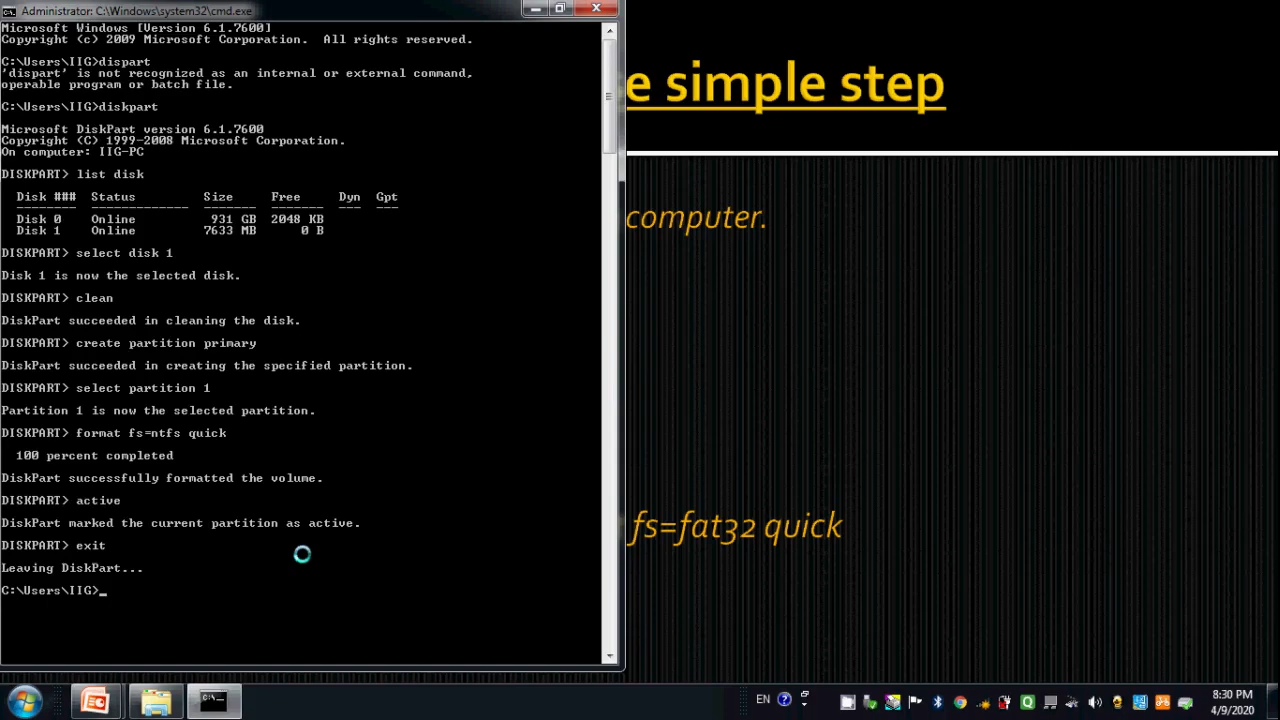 Administrator: C:\Windows\system32\cmd.exe
Microsoft Windows [Version 6.1.7600]
Copyright (c) 2009 Microsoft Corporation.  All rights reserved.
C:\Users\IIG>dispart
'dispart' is not recognized as an internal or external command,
operable program or batch file.
C:\Users\IIG>diskpart
Microsoft DiskPart version 6.1.7600
Copyright (C) 1999-2008 Microsoft Corporation.
On computer: IIG-PC
DISKPART> list disk
Disk ###  Status  Size  Free  Dyn  Gpt
Disk 0  Online  931 GB  2048 KB
Disk 1  Online  7633 MB  0 B
DISKPART> select disk 1
Disk 1 is now the selected disk.
DISKPART> clean
DiskPart succeeded in cleaning the disk.
DISKPART> create partition primary
DiskPart succeeded in creating the specified partition.
DISKPART> select partition 1
Partition 1 is now the selected partition.
DISKPART> format fs=ntfs quick
100 percent completed
DiskPart successfully formatted the volume.
DISKPART> active
DiskPart marked the current partition as active.
DISKPART> exit
Leaving DiskPart...
C:\Users\IIG>_
e simple step
computer.
fs=fat32 quick
EN
8:30 PM
4/9/2020